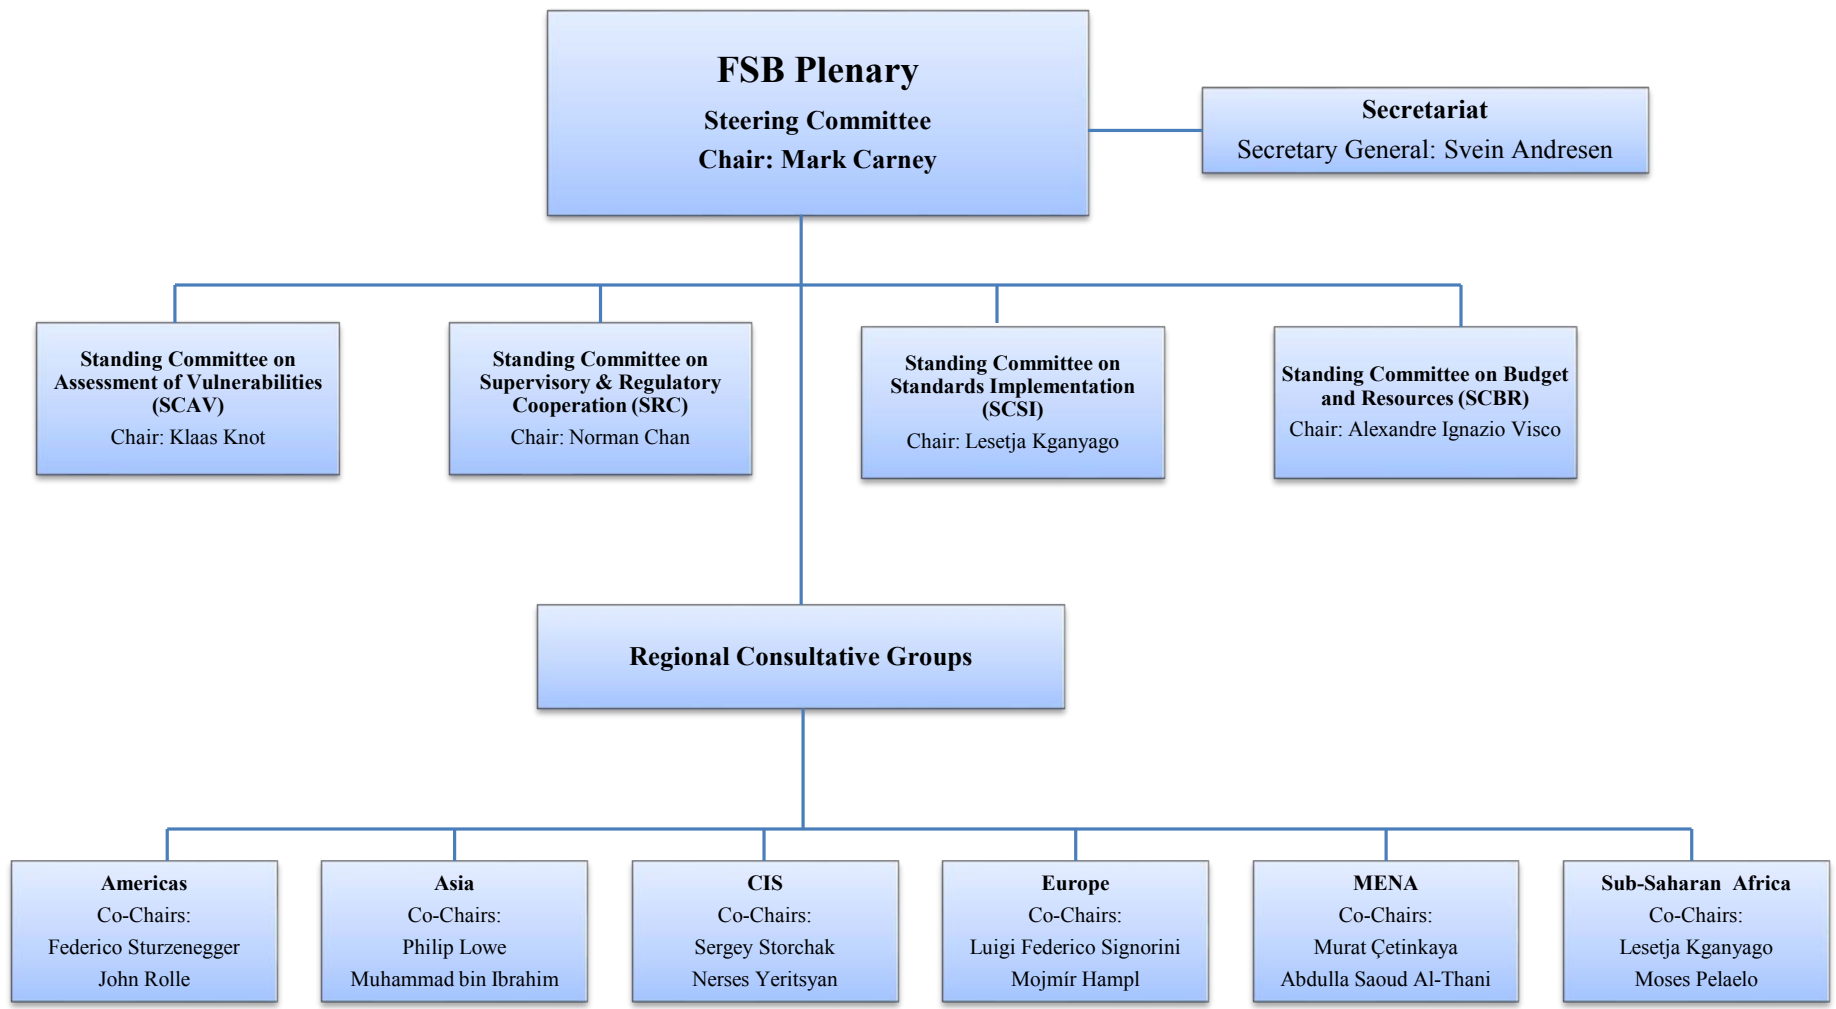 FSB Plenary
Steering Committee
Chair: Mark Carney
Secretariat
Secretary General: Svein Andresen
Standing Committee on
Assessment of Vulnerabilities
(SCAV)
Chair: Klaas Knot
Standing Committee on
Supervisory & Regulatory
Cooperation (SRC)
Chair: Norman Chan
Standing Committee on
Standards Implementation
(SCSI)
Chair: Lesetja Kganyago
Standing Committee on Budget
and Resources (SCBR)
Chair: Alexandre Ignazio Visco
Regional Consultative Groups
Americas
Co-Chairs:
Federico Sturzenegger
John Rolle
Asia
Co-Chairs:
Philip Lowe
Muhammad bin Ibrahim
CIS
Co-Chairs:
Sergey Storchak
Nerses Yeritsyan
Europe
Co-Chairs:
Luigi Federico Signorini
Mojmír Hampl
MENA
Co-Chairs:
Murat Çetinkaya
Abdulla Saoud Al-Thani
Sub-Saharan Africa
Co-Chairs:
Lesetja Kganyago
Moses Pelaelo